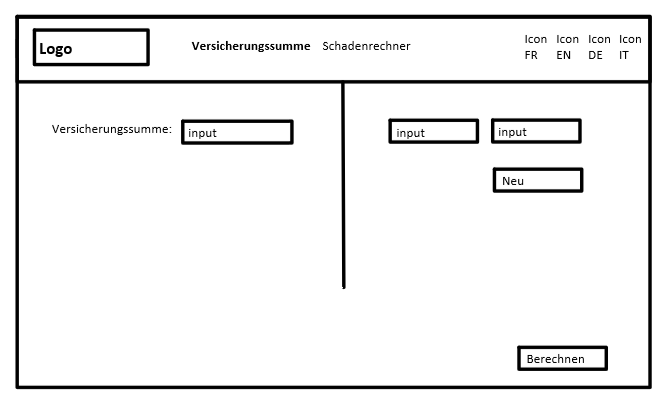 Logo
Versicherungssumme Schadenrechner
Icon Icon Icon Icon
FR EN DE IT
Versicherungssumme: input
input input
Neu
Berechnen